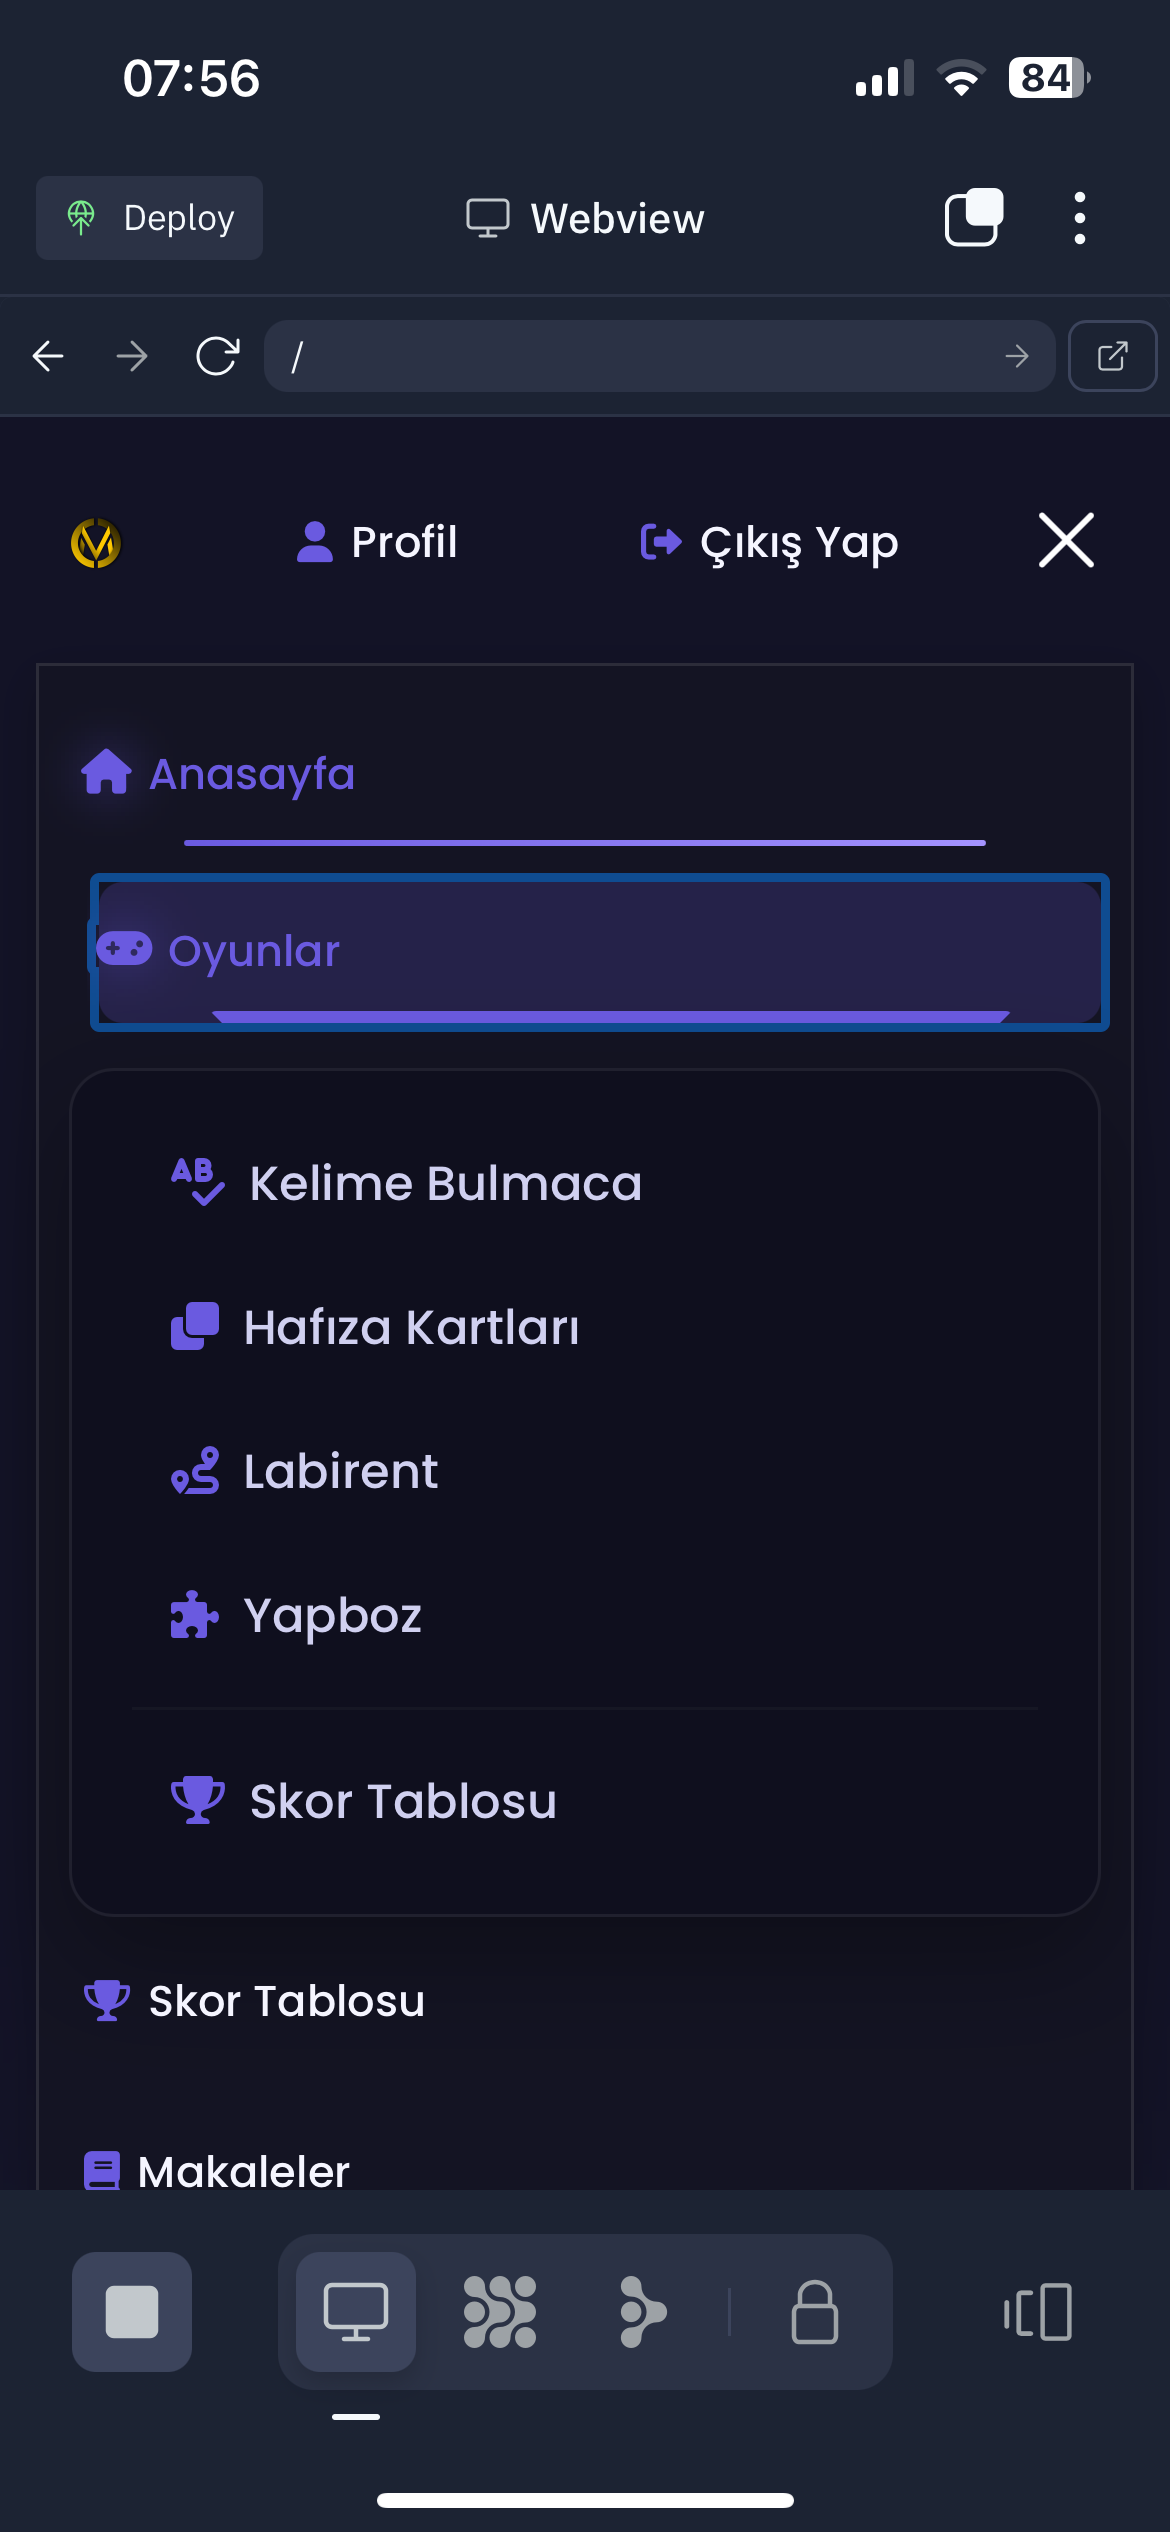 07:56
84
Deploy
Webview
/
Profil
Çıkış Yap
Anasayfa
Oyunlar
AB
Kelime Bulmaca
Hafıza Kartları
Labirent
Yapboz
Skor Tablosu
Skor Tablosu
Makaleler